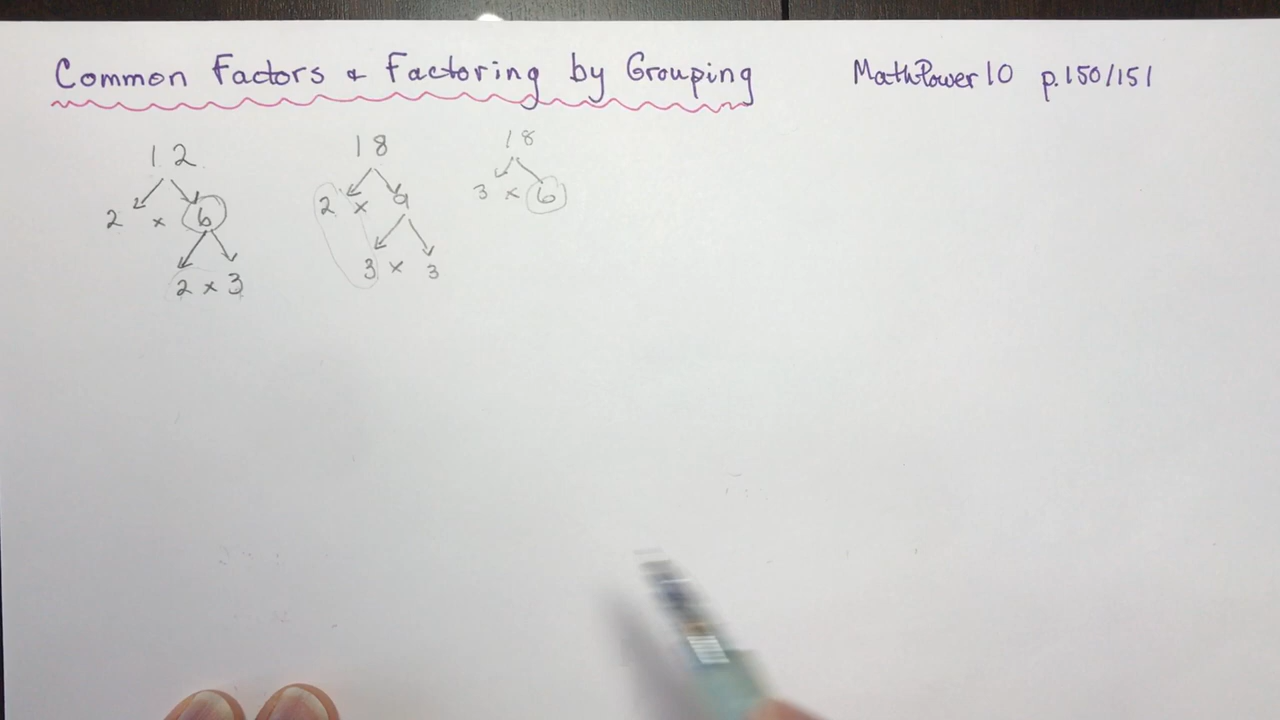 Common Factors & Factoring by Grouping MathPower 10 p.150/151
12 18 18
2 × 6 2 × 9 3 × 6
2 × 3 3 × 3